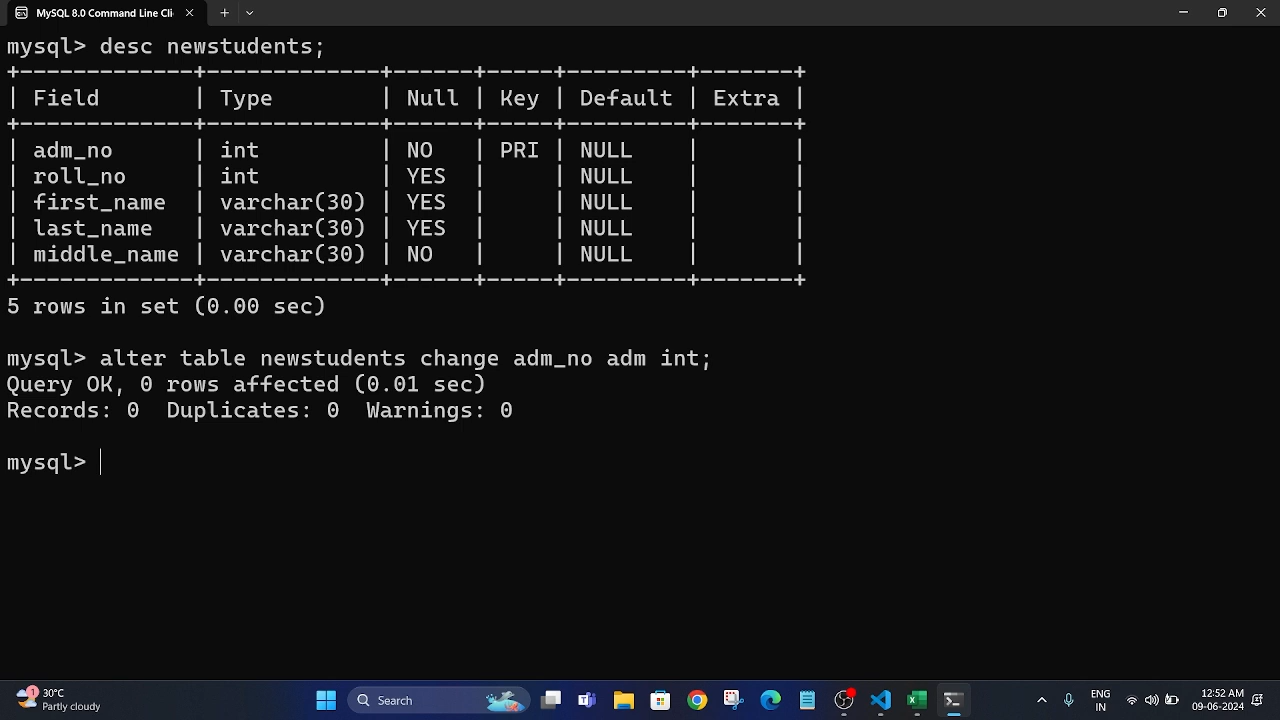 MySQL 8.0 Command Line Cli
mysql> desc newstudents;
+-------------+-------------+------+-----+---------+-------+
| Field       | Type        | Null | Key | Default | Extra |
+-------------+-------------+------+-----+---------+-------+
| adm_no      | int         | NO   | PRI | NULL    |       |
| roll_no     | int         | YES  |     | NULL    |       |
| first_name  | varchar(30) | YES  |     | NULL    |       |
| last_name   | varchar(30) | YES  |     | NULL    |       |
| middle_name | varchar(30) | NO   |     | NULL    |       |
+-------------+-------------+------+-----+---------+-------+
5 rows in set (0.00 sec)
mysql> alter table newstudents change adm_no adm int;
Query OK, 0 rows affected (0.01 sec)
Records: 0  Duplicates: 0  Warnings: 0
mysql>
1
30°C
Partly cloudy
Search
ENG
IN
12:52 AM
09-06-2024